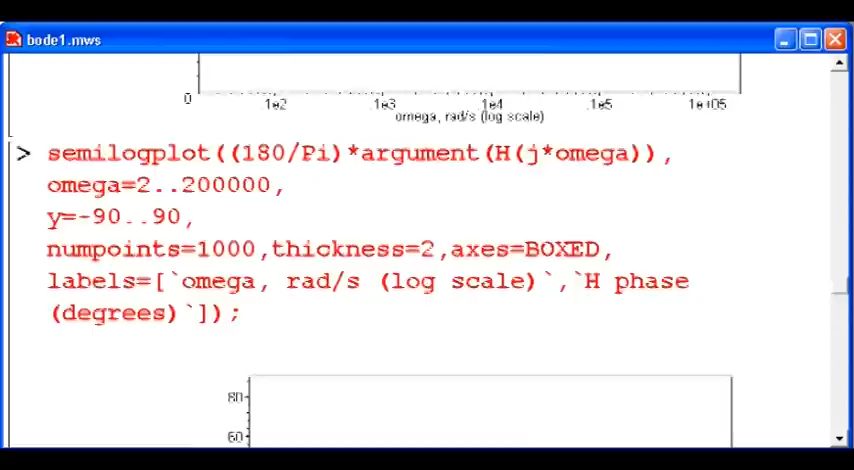 bode1.mws
0
.1e2 .1e3 .1e4 .1e5 1e+05
omega, rad/s (log scale)
> semilogplot((180/Pi)*argument(H(j*omega)),
omega=2..200000,
y=-90..90,
numpoints=1000,thickness=2,axes=BOXED,
labels=[`omega, rad/s (log scale)`,`H phase
(degrees)`]);
80
60